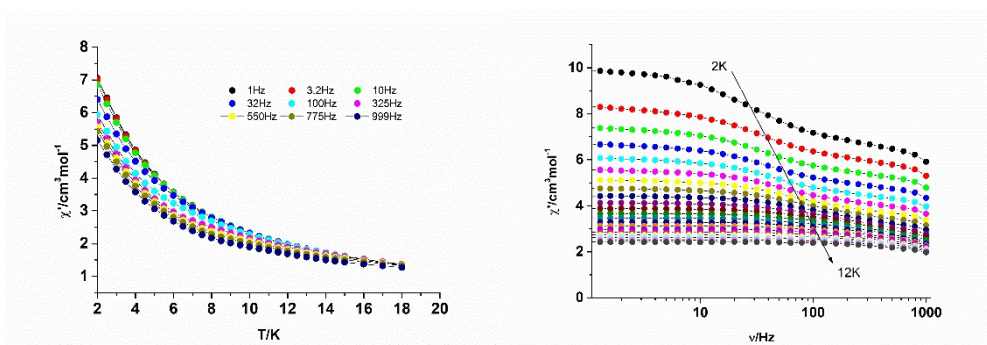 8
7
6
5
4
3
2
1
χ'/cm³mol⁻¹
1Hz 3.2Hz 10Hz
32Hz 100Hz 325Hz
550Hz 775Hz 999Hz
2 4 6 8 10 12 14 16 18 20
T/K
10
8
6
4
2
0
χ'/cm³mol⁻¹
2K
12K
10 100 1000
ν/Hz